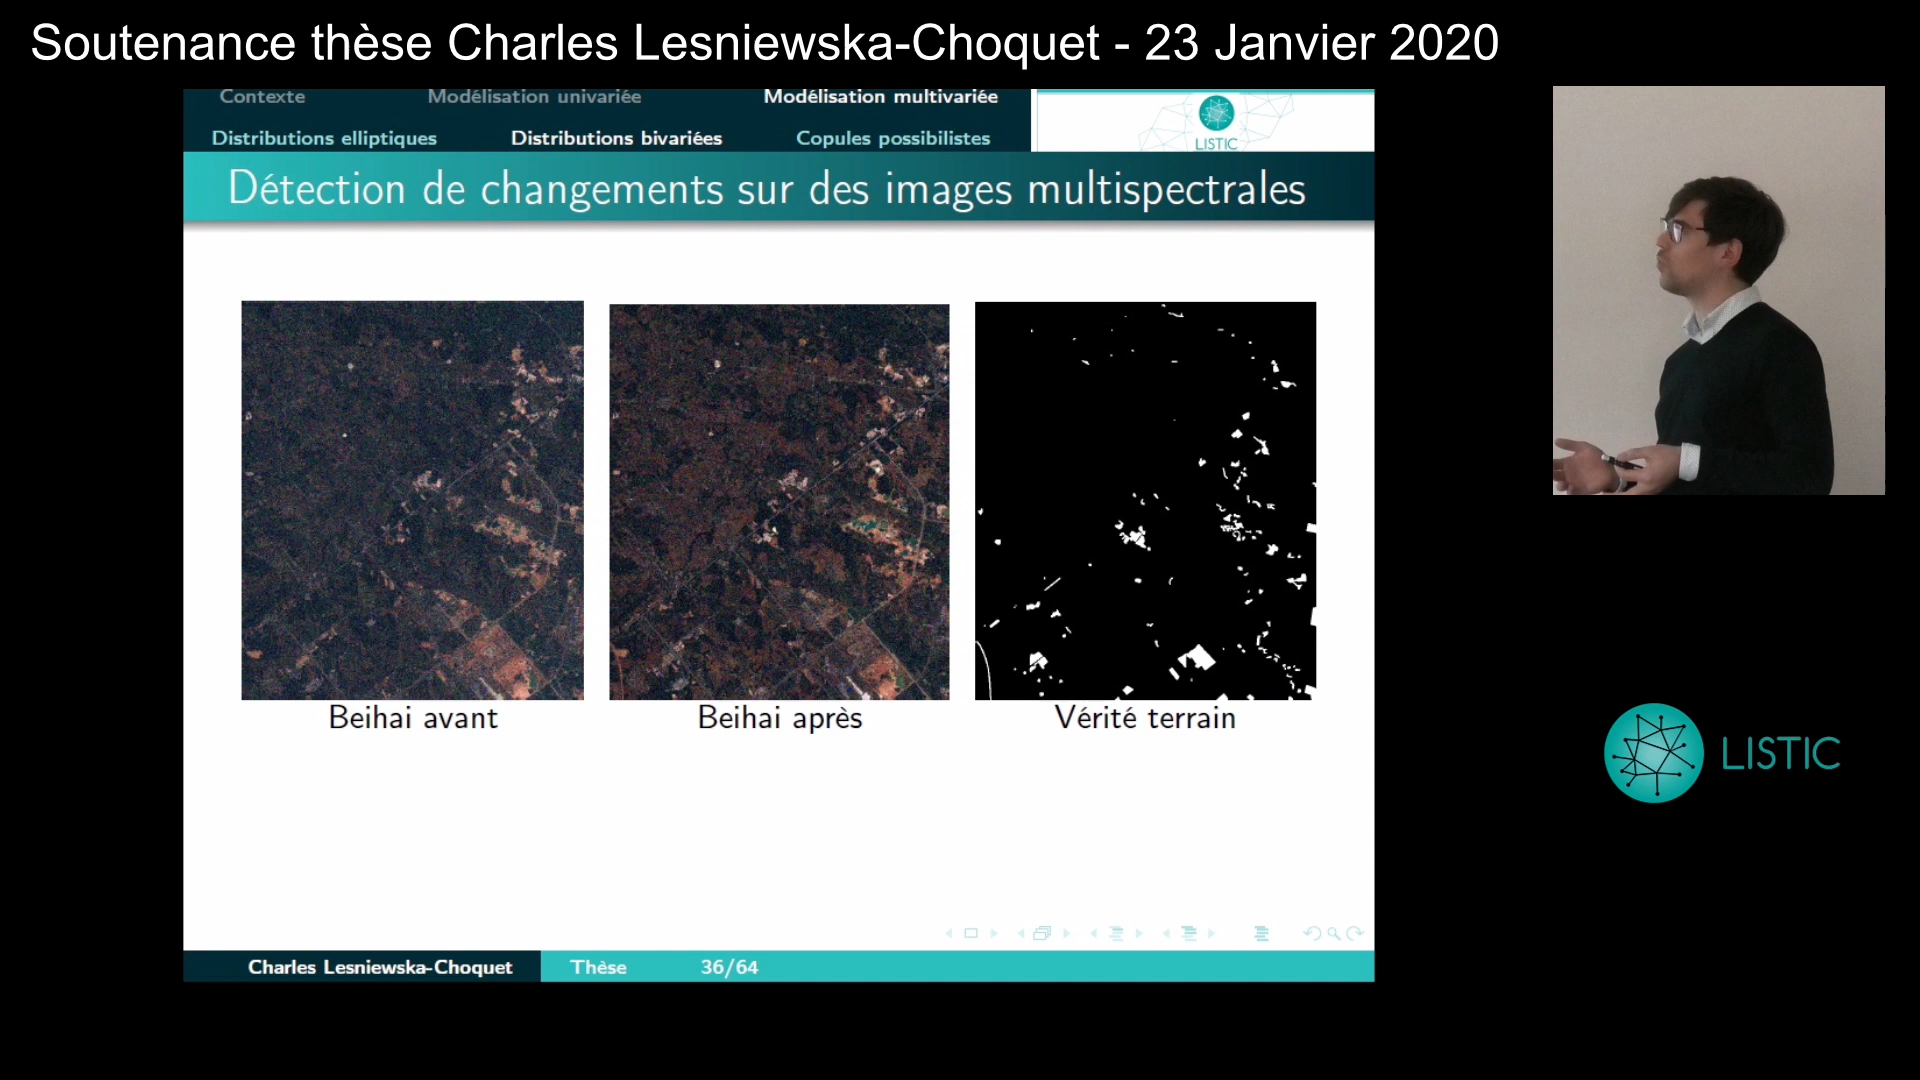 Soutenance thèse Charles Lesniewska-Choquet - 23 Janvier 2020
Contexte Modélisation univariée Modélisation multivariée
Distributions elliptiques Distributions bivariées Copules possibilistes
LISTIC
Détection de changements sur des images multispectrales
Beihai avant Beihai après Vérité terrain
LISTIC
Charles Lesniewska-Choquet Thèse 36/64